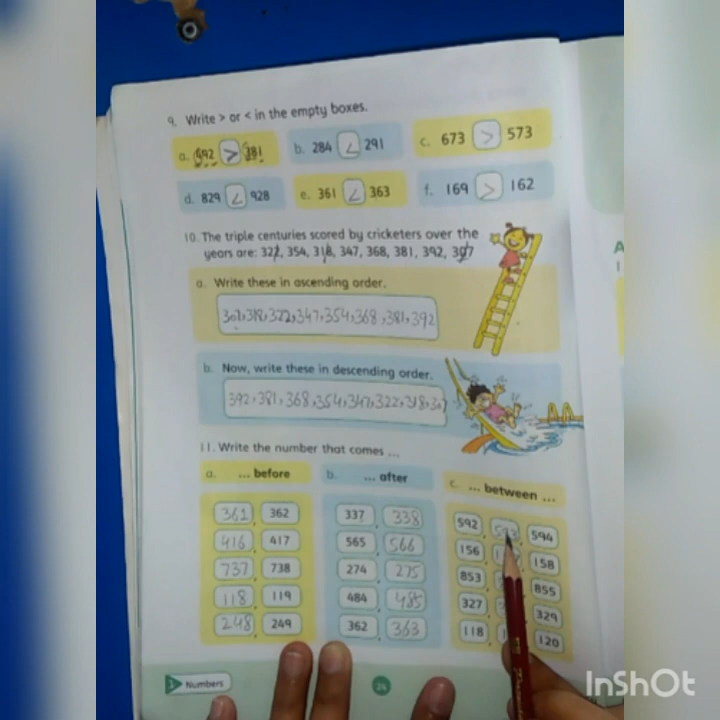 9. Write > or < in the empty boxes.
a. 692 > 381 b. 284 < 291 c. 673 > 573
d. 829 < 928 e. 361 < 363 f. 169 > 162
10. The triple centuries scored by cricketers over the
years are: 322, 354, 318, 347, 368, 381, 392, 307
a. Write these in ascending order.
307, 318, 322, 347, 354, 368, 381, 392
b. Now, write these in descending order.
392, 381, 368, 354, 347, 322, 318, 307
11. Write the number that comes ...
a. ... before b. ... after c. ... between ...
361, 362 337, 338 592, 593, 594
416, 417 565, 566 156, 158
737, 738 274, 275 853, 855
118, 119 484, 485 327, 329
248, 249 362, 363 118, 120
1 Numbers 24
InShOt